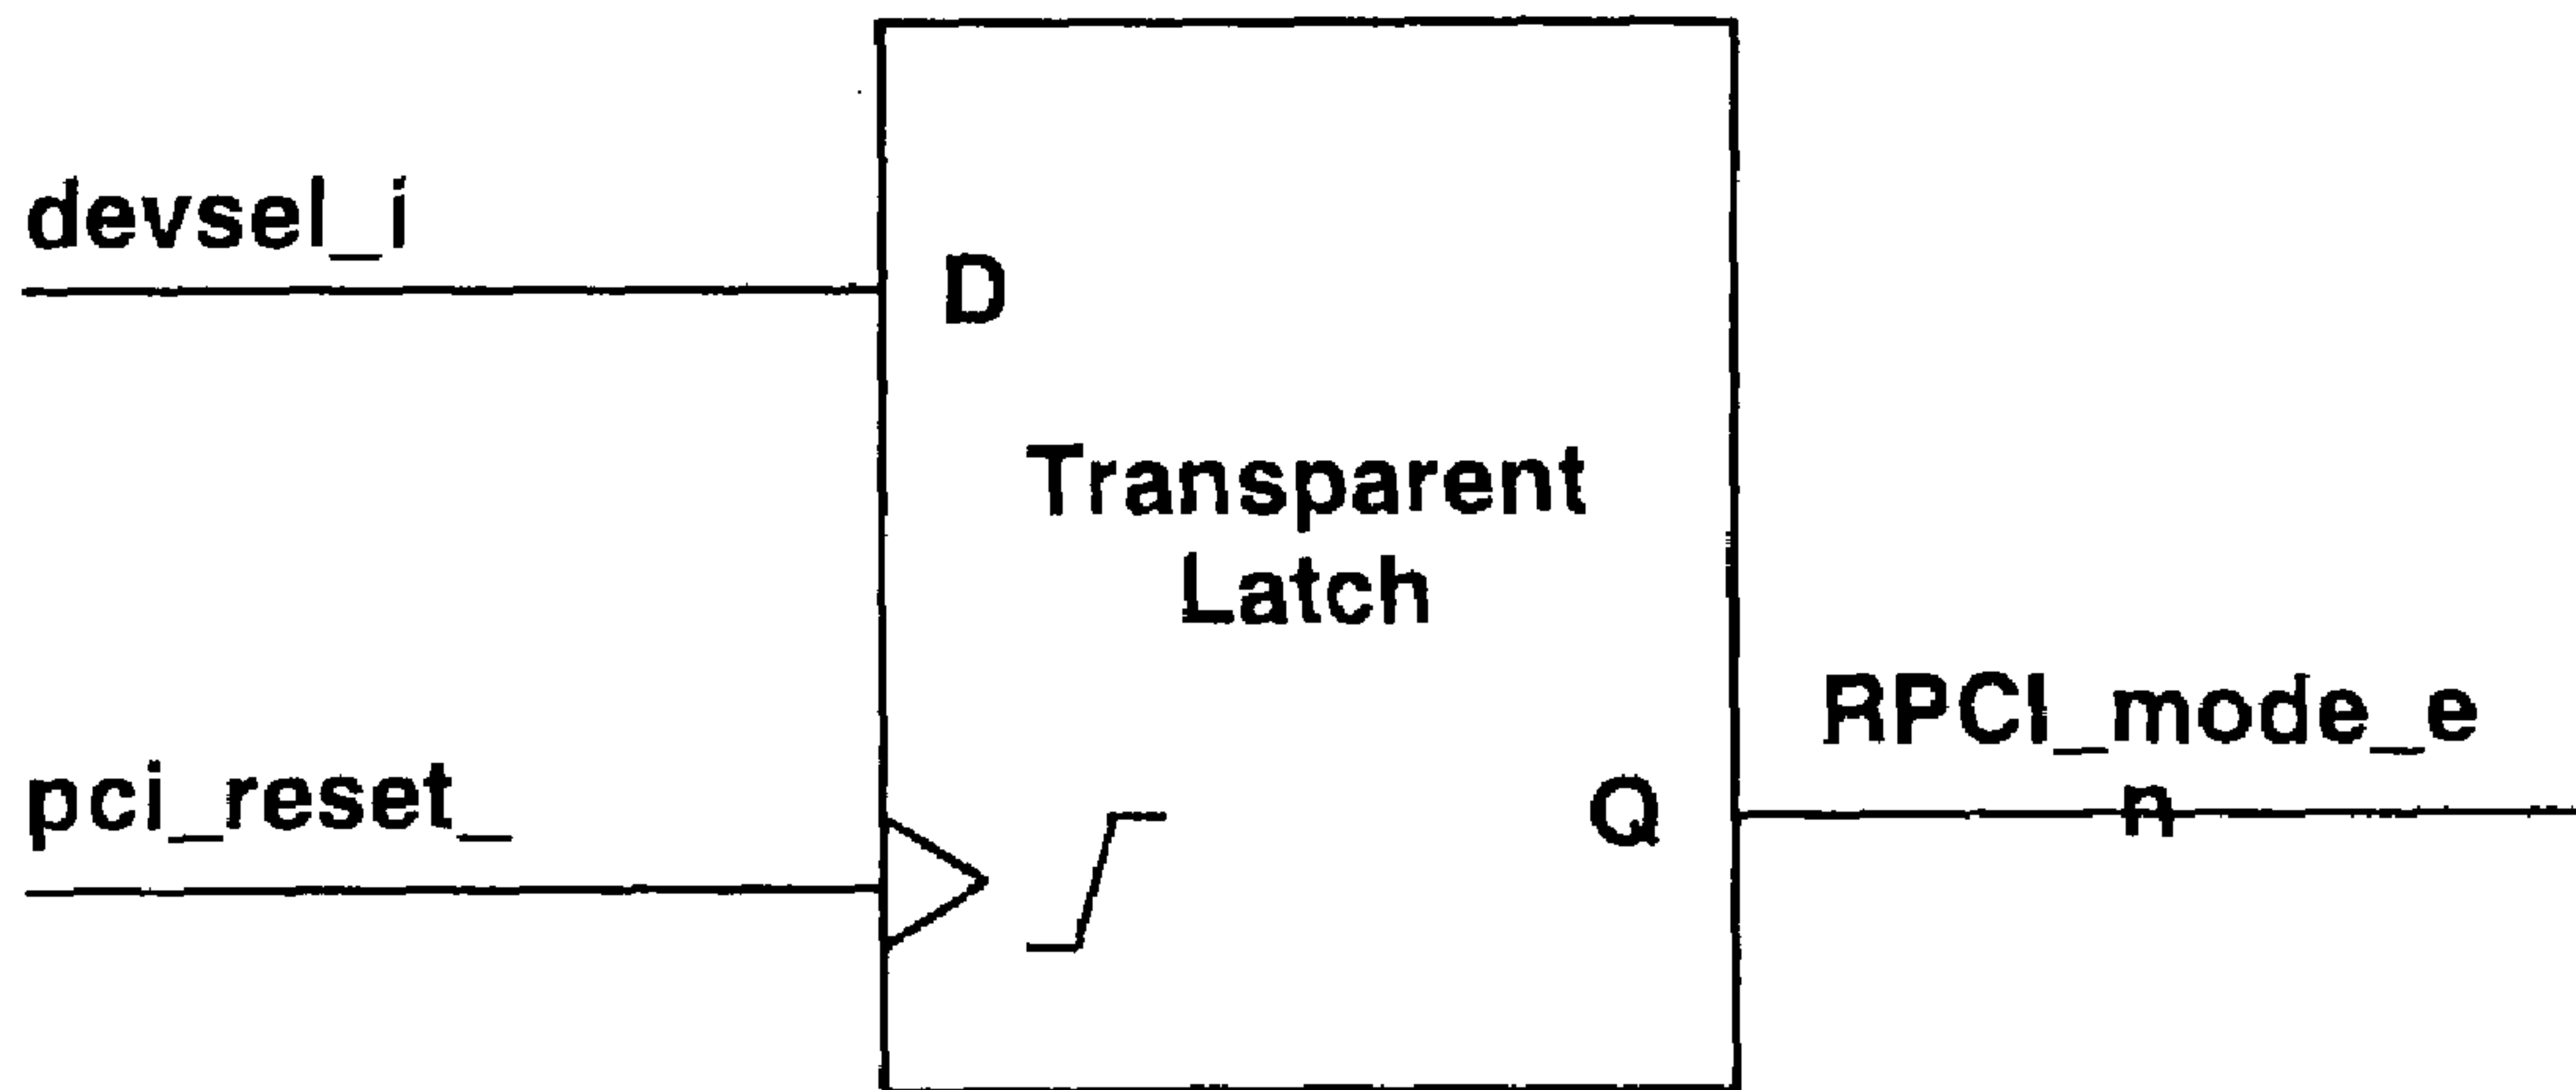 devsel_i
D
Transparent
Latch
RPCI_mode_e
n
pci_reset_
Q